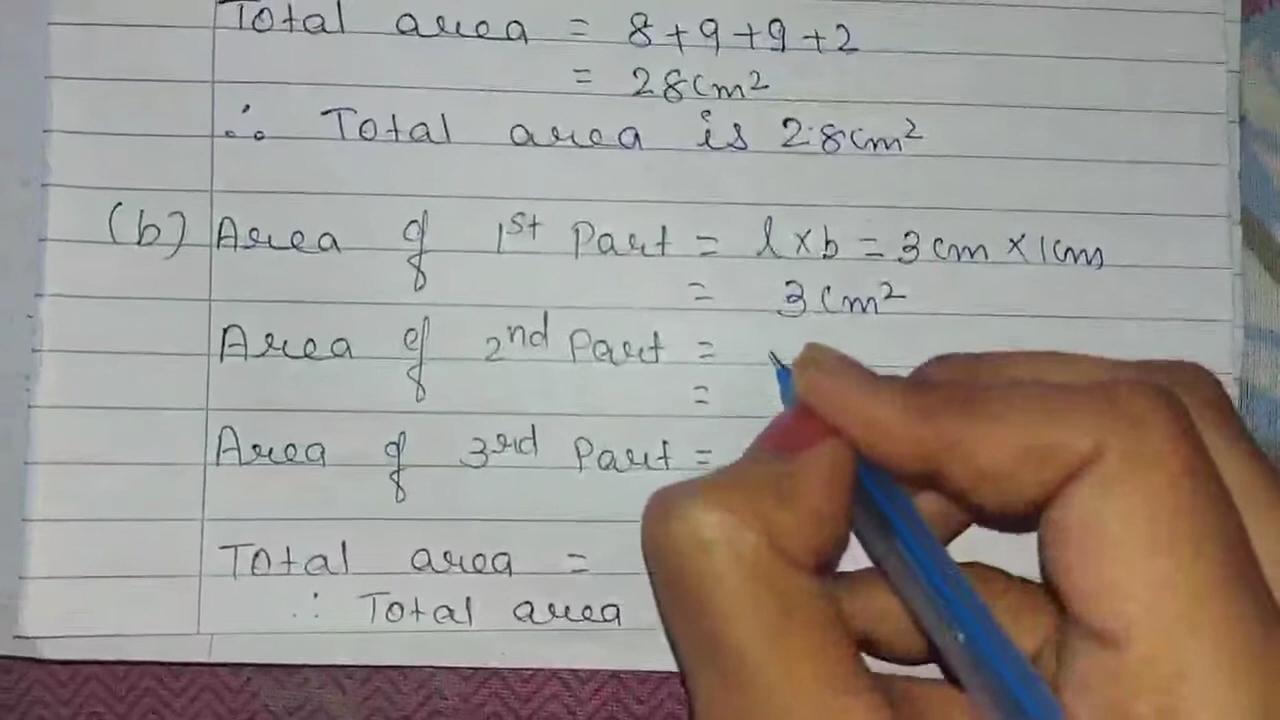 Total area = 8+9+9+2
= 28cm²
∴ Total area is 28cm²
(b) Area of 1st Part = l×b = 3cm × 1cm
= 3cm²
Area of 2nd Part =
=
Area of 3rd Part =
Total area =
∴ Total area